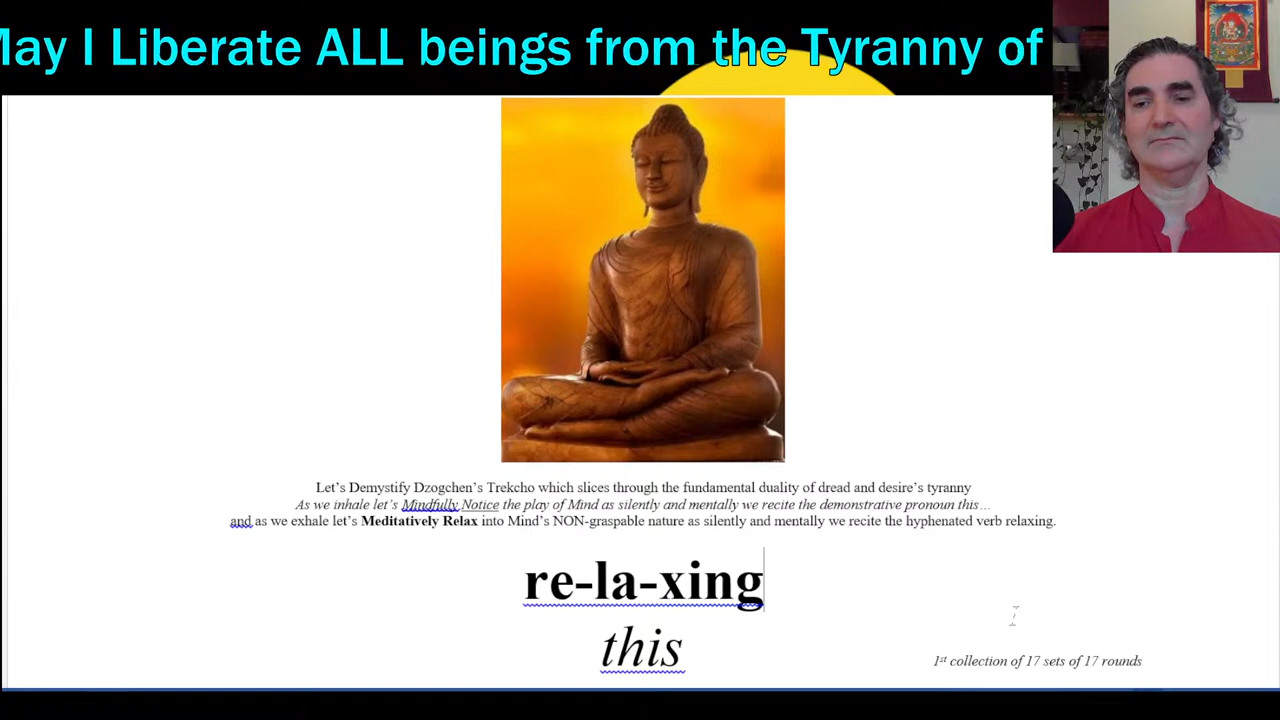 May I Liberate ALL beings from the Tyranny of
Let's Demystify Dzogchen's Trekcho which slices through the fundamental duality of dread and desire's tyranny
As we inhale let's Mindfully Notice the play of Mind as silently and mentally we recite the demonstrative pronoun this…
and as we exhale let's Meditatively Relax into Mind's NON-graspable nature as silently and mentally we recite the hyphenated verb relaxing.
re-la-xing
this
1st collection of 17 sets of 17 rounds